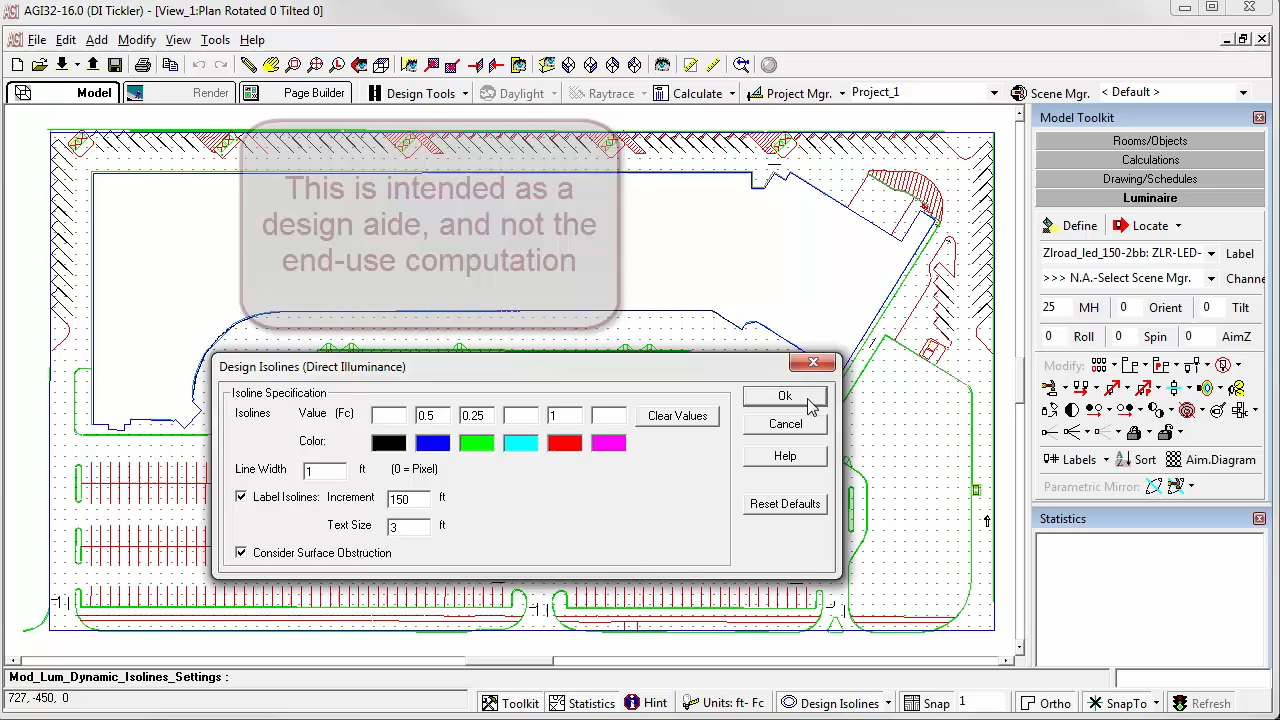 AGI32-16.0 (DI Tickler) - [View_1:Plan Rotated 0 Tilted 0]
File Edit Add Modify View Tools Help
Model Render Page Builder Design Tools Daylight Raytrace Calculate Project Mgr. Project_1 Scene Mgr. < Default >
Model Toolkit
Rooms/Objects
Calculations
Drawing/Schedules
Luminaire
Define Locate
Zlroad_led_150-2bb: ZLR-LED- Label
>>> N.A.-Select Scene Mgr. Channe
25 MH 0 Orient 0 Tilt
0 Roll 0 Spin 0 AimZ
Modify:
Labels Sort Aim.Diagram
Parametric Mirror:
Statistics
This is intended as a
design aide, and not the
end-use computation
Design Isolines (Direct Illuminance)
Isoline Specification
Isolines: Value (Fc) 0.5 0.25 1 Clear Values
Color:
Line Width 1 ft (0 = Pixel)
Label Isolines: Increment 150 ft
Text Size 3 ft
Consider Surface Obstruction
Ok
Cancel
Help
Reset Defaults
Mod_Lum_Dynamic_Isolines_Settings :
727, -450, 0
Toolkit Statistics Hint Units: ft- Fc Design Isolines Snap 1 Ortho SnapTo Refresh